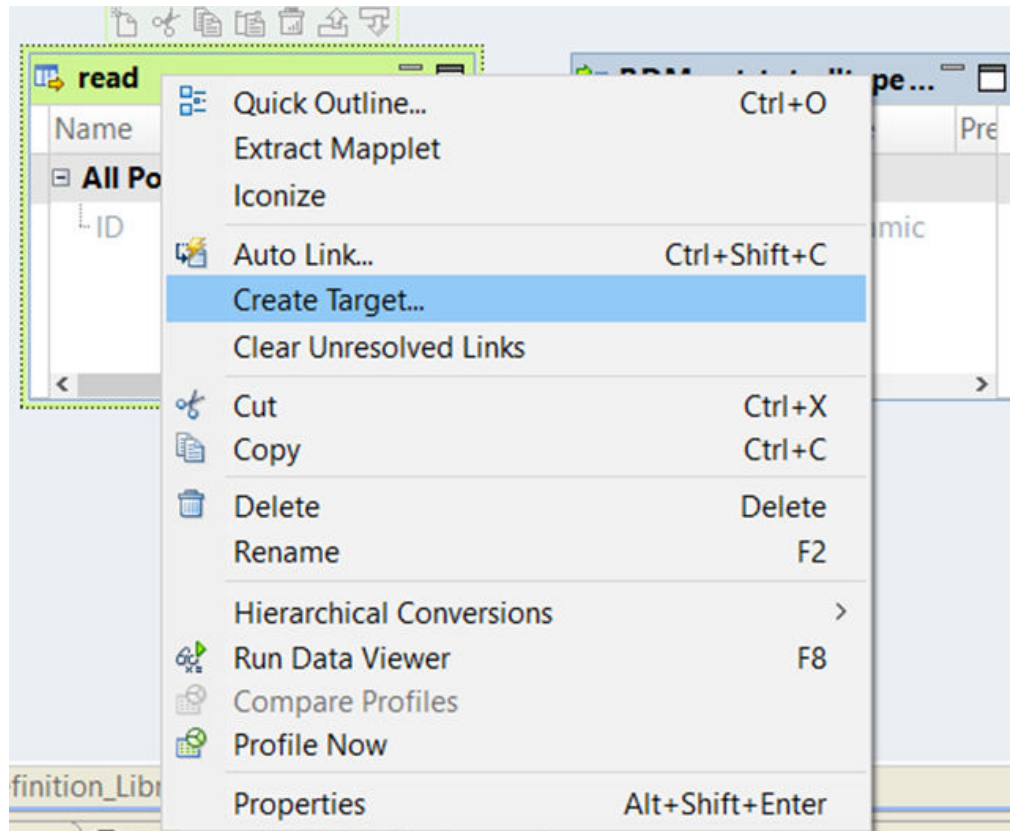 read
pe...
Name
Pre
All Po
ID
amic
Quick Outline... Ctrl+O
Extract Mapplet
Iconize
Auto Link... Ctrl+Shift+C
Create Target...
Clear Unresolved Links
Cut Ctrl+X
Copy Ctrl+C
Delete Delete
Rename F2
Hierarchical Conversions
Run Data Viewer F8
Compare Profiles
Profile Now
finition_Libr
Properties Alt+Shift+Enter